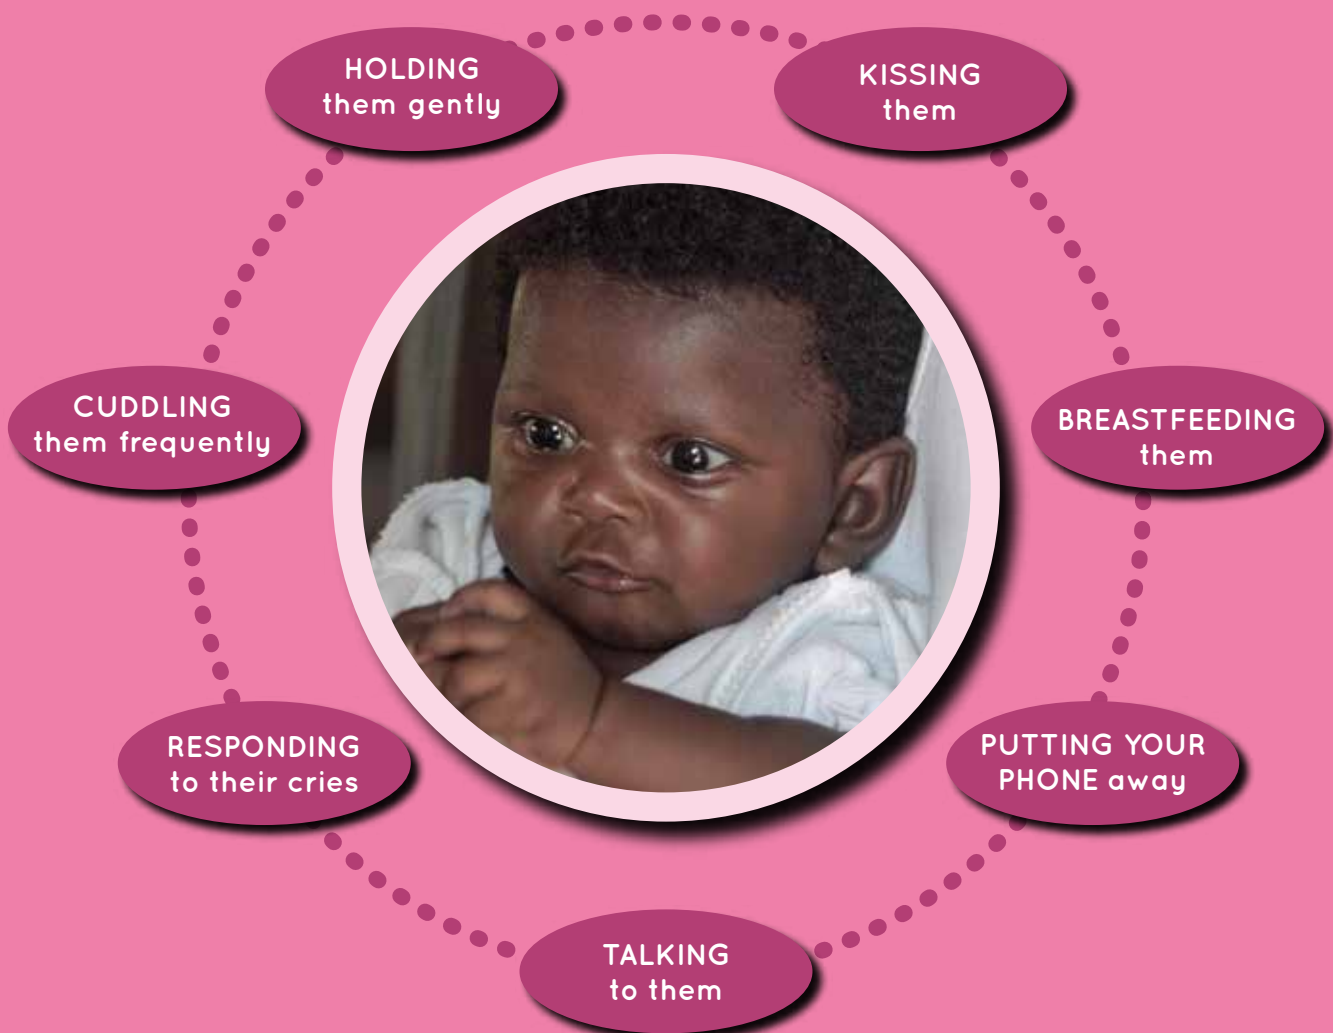 HOLDING
them gently
KISSING
them
CUDDLING
them frequently
BREASTFEEDING
them
RESPONDING
to their cries
PUTTING YOUR
PHONE away
TALKING
to them